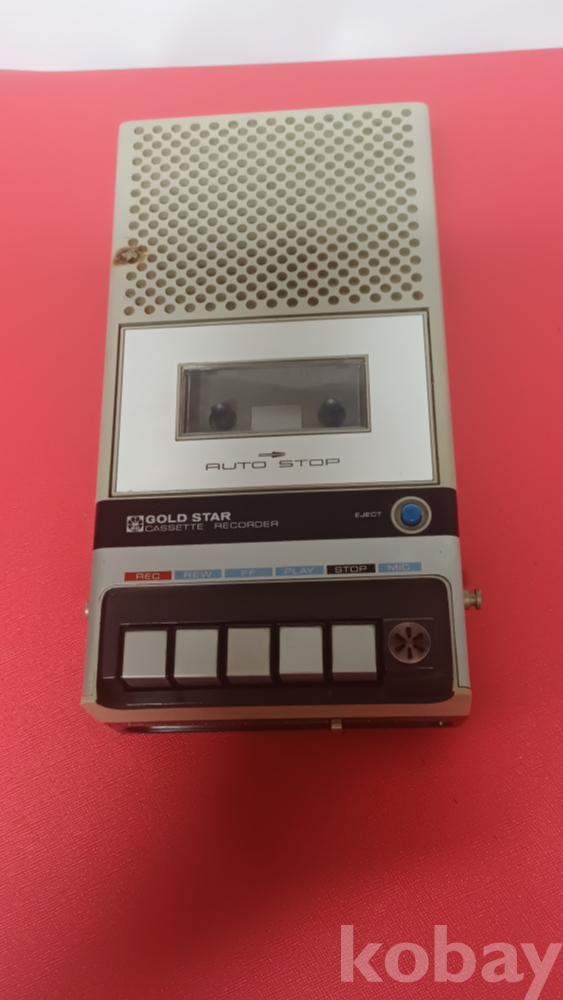 AUTO STOP
GOLD STAR
CASSETTE RECORDER
EJECT
REC REW FF PLAY STOP MIC
kobay